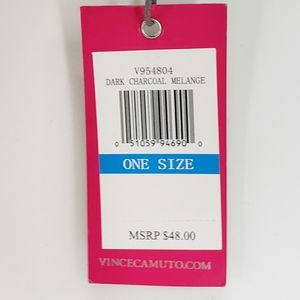 V954804
DARK CHARCOAL MELANGE
0 51059 94690 0
ONE SIZE
MSRP $48.00
VINCECAMUTO.COM